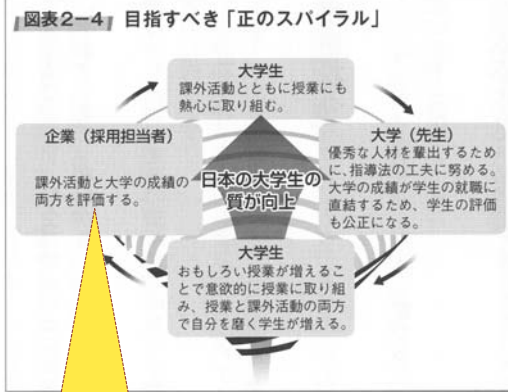 図表2-4 目指すべき「正のスパイラル」
大学生
課外活動とともに授業にも
熱心に取り組む。
企業（採用担当者）
課外活動と大学の成績の
両方を評価する。
大学（先生）
優秀な人材を輩出するため
に、指導法の工夫に努める。
大学の成績が学生の就職に
直結するため、学生の評価
も公正になる。
日本の大学生の
質が向上
大学生
おもしろい授業が増えるこ
とで意欲的に授業に取り組
み、授業と課外活動の両方
で自分を磨く学生が増える。